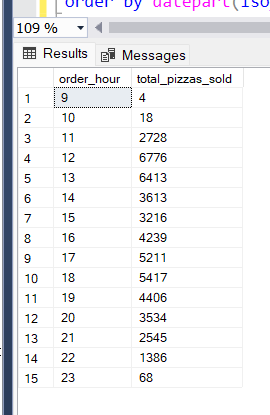 order by datepart(iso
109 %
Results Messages
order_hour total_pizzas_sold
1 9 4
2 10 18
3 11 2728
4 12 6776
5 13 6413
6 14 3613
7 15 3216
8 16 4239
9 17 5211
10 18 5417
11 19 4406
12 20 3534
13 21 2545
14 22 1386
15 23 68